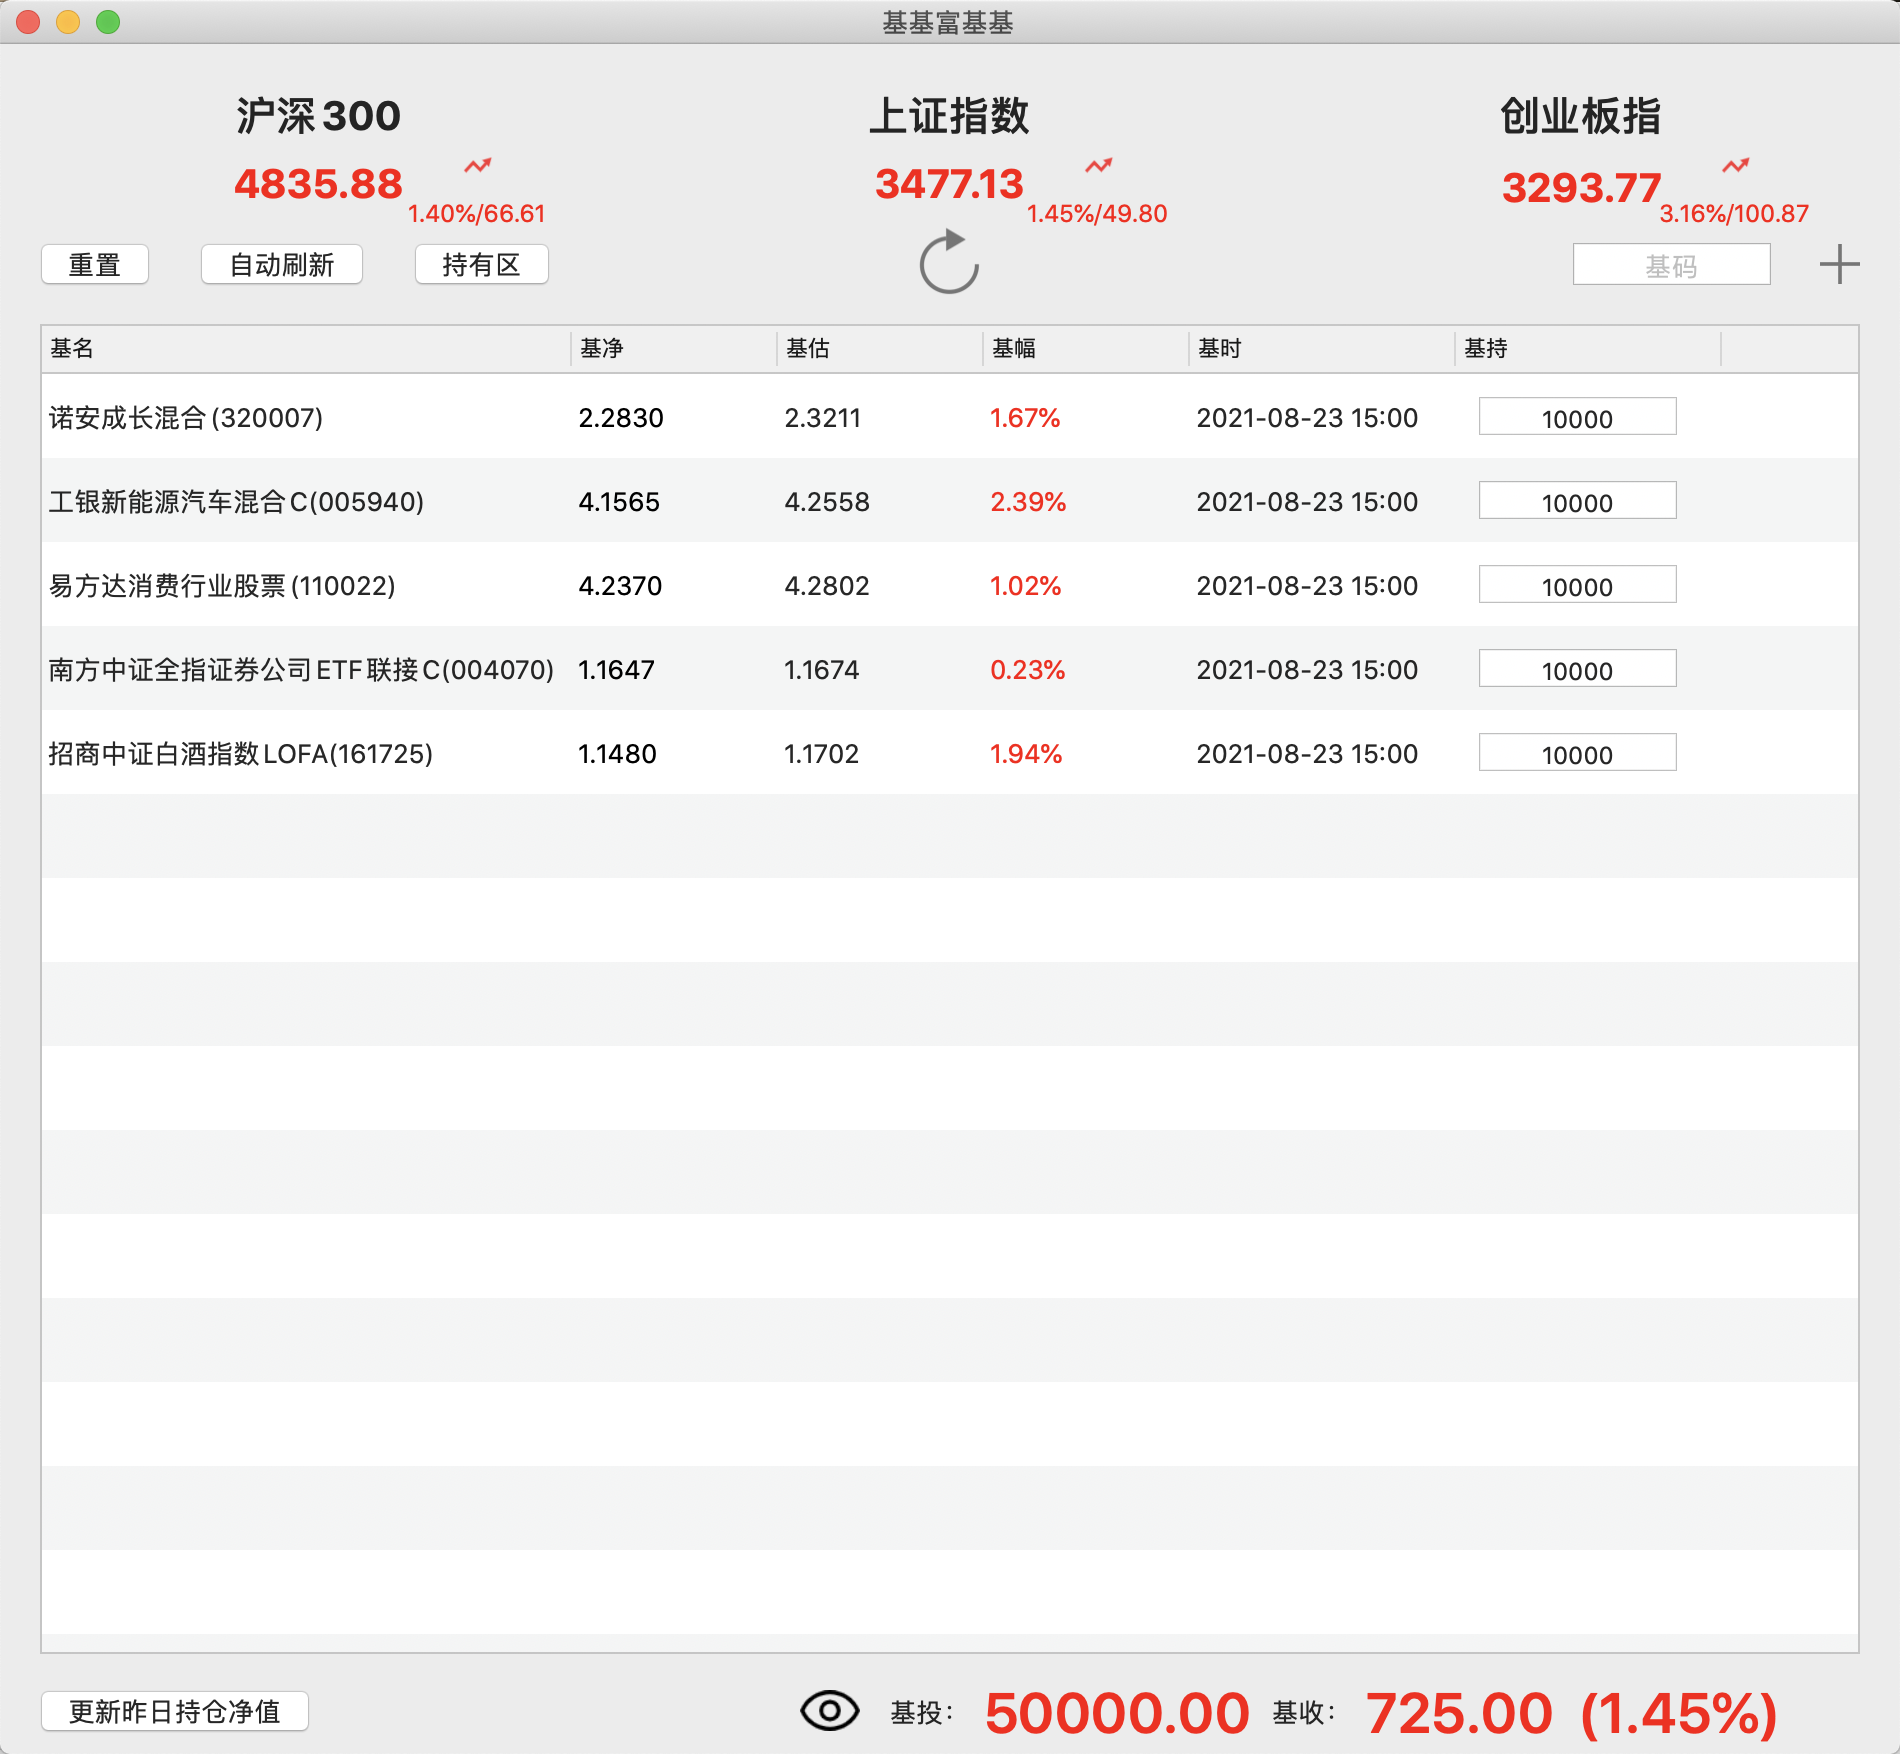 基基富基基
沪深300
4835.88
1.40%/66.61
上证指数
3477.13
1.45%/49.80
创业板指
3293.77
3.16%/100.87
重置 自动刷新 持有区 基码
基名 基净 基估 基幅 基时 基持
诺安成长混合(320007) 2.2830 2.3211 1.67% 2021-08-23 15:00 10000
工银新能源汽车混合C(005940) 4.1565 4.2558 2.39% 2021-08-23 15:00 10000
易方达消费行业股票(110022) 4.2370 4.2802 1.02% 2021-08-23 15:00 10000
南方中证全指证券公司ETF联接C(004070) 1.1647 1.1674 0.23% 2021-08-23 15:00 10000
招商中证白酒指数LOFA(161725) 1.1480 1.1702 1.94% 2021-08-23 15:00 10000
更新昨日持仓净值 基投： 50000.00 基收： 725.00 (1.45%)